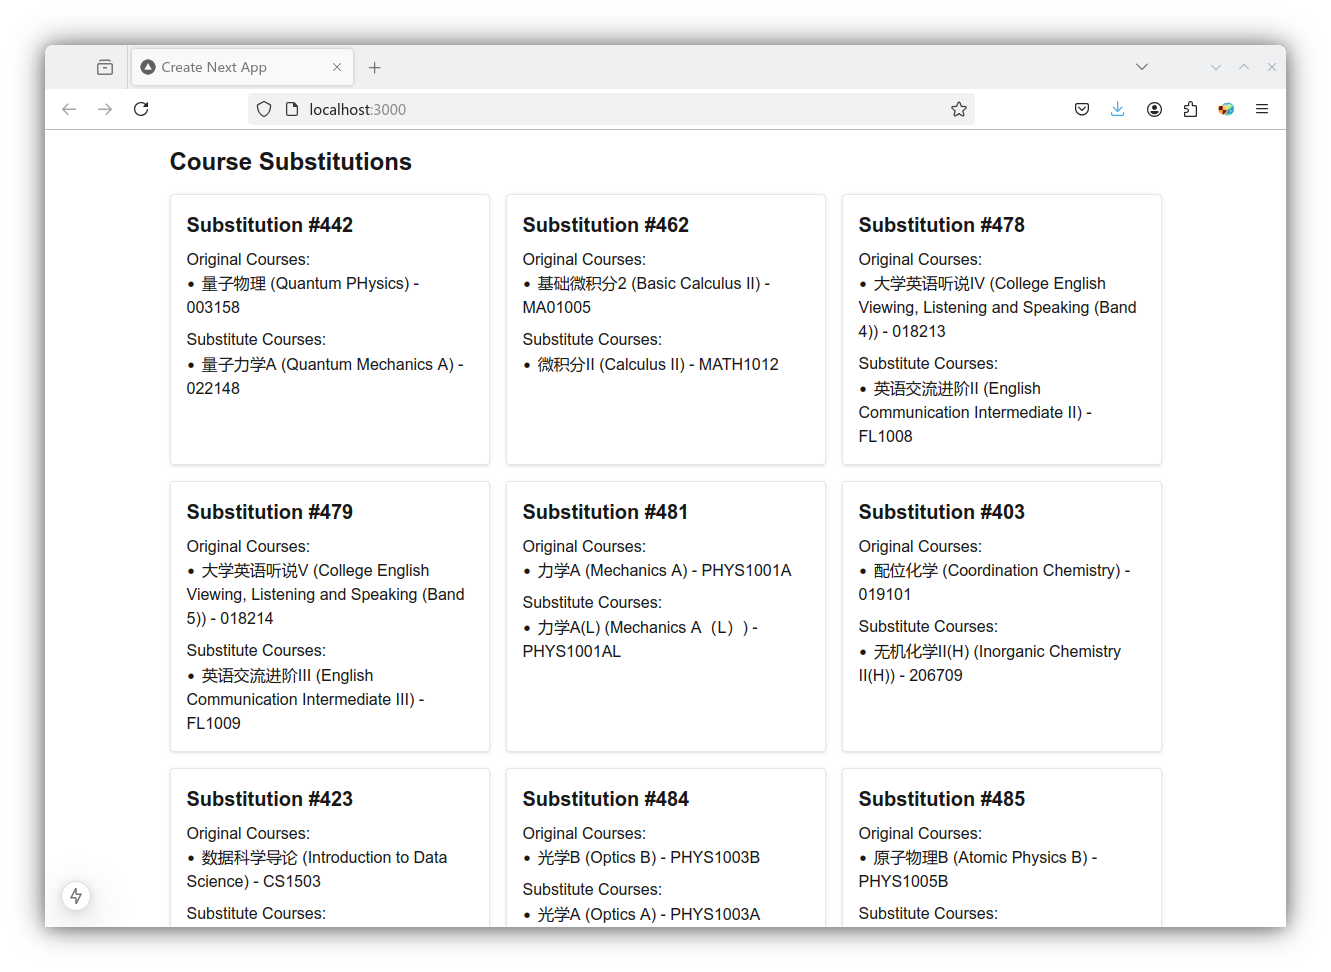 Create Next App
localhost:3000
Course Substitutions
Substitution #442
Original Courses:
• 量子物理 (Quantum PHysics) -
003158
Substitute Courses:
• 量子力学A (Quantum Mechanics A) -
022148
Substitution #462
Original Courses:
• 基础微积分2 (Basic Calculus II) -
MA01005
Substitute Courses:
• 微积分II (Calculus II) - MATH1012
Substitution #478
Original Courses:
• 大学英语听说IV (College English
Viewing, Listening and Speaking (Band
4)) - 018213
Substitute Courses:
• 英语交流进阶II (English
Communication Intermediate II) -
FL1008
Substitution #479
Original Courses:
• 大学英语听说V (College English
Viewing, Listening and Speaking (Band
5)) - 018214
Substitute Courses:
• 英语交流进阶III (English
Communication Intermediate III) -
FL1009
Substitution #481
Original Courses:
• 力学A (Mechanics A) - PHYS1001A
Substitute Courses:
• 力学A(L) (Mechanics A（L）) -
PHYS1001AL
Substitution #403
Original Courses:
• 配位化学 (Coordination Chemistry) -
019101
Substitute Courses:
• 无机化学II(H) (Inorganic Chemistry
II(H)) - 206709
Substitution #423
Original Courses:
• 数据科学导论 (Introduction to Data
Science) - CS1503
Substitute Courses:
Substitution #484
Original Courses:
• 光学B (Optics B) - PHYS1003B
Substitute Courses:
• 光学A (Optics A) - PHYS1003A
Substitution #485
Original Courses:
• 原子物理B (Atomic Physics B) -
PHYS1005B
Substitute Courses: